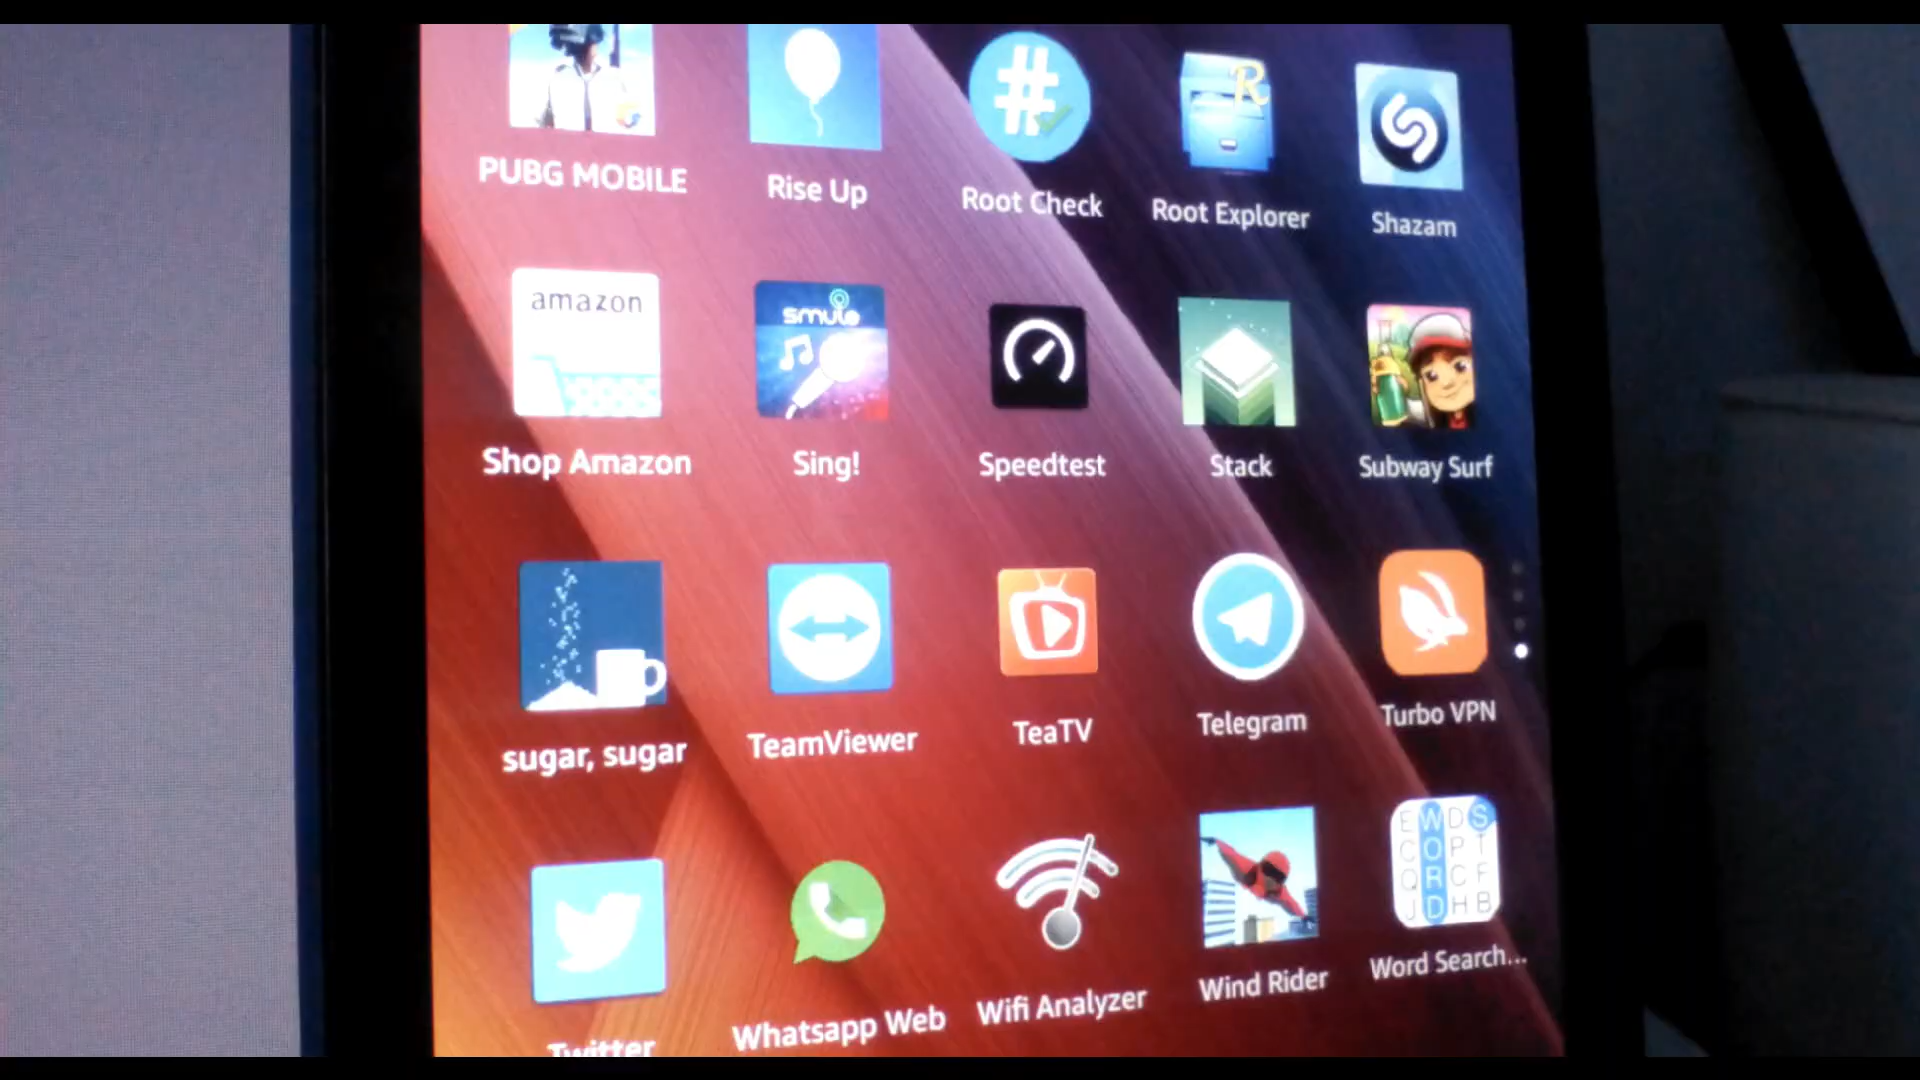 PUBG MOBILE
Rise Up
Root Check
Root Explorer
Shazam
amazon
smule
Shop Amazon
Sing!
Speedtest
Stack
Subway Surf
sugar, sugar
TeamViewer
TeaTV
Telegram
Turbo VPN
E W D S
C O P T
Q R C F
J D H B
Twitter
Whatsapp Web
Wifi Analyzer
Wind Rider
Word Search...